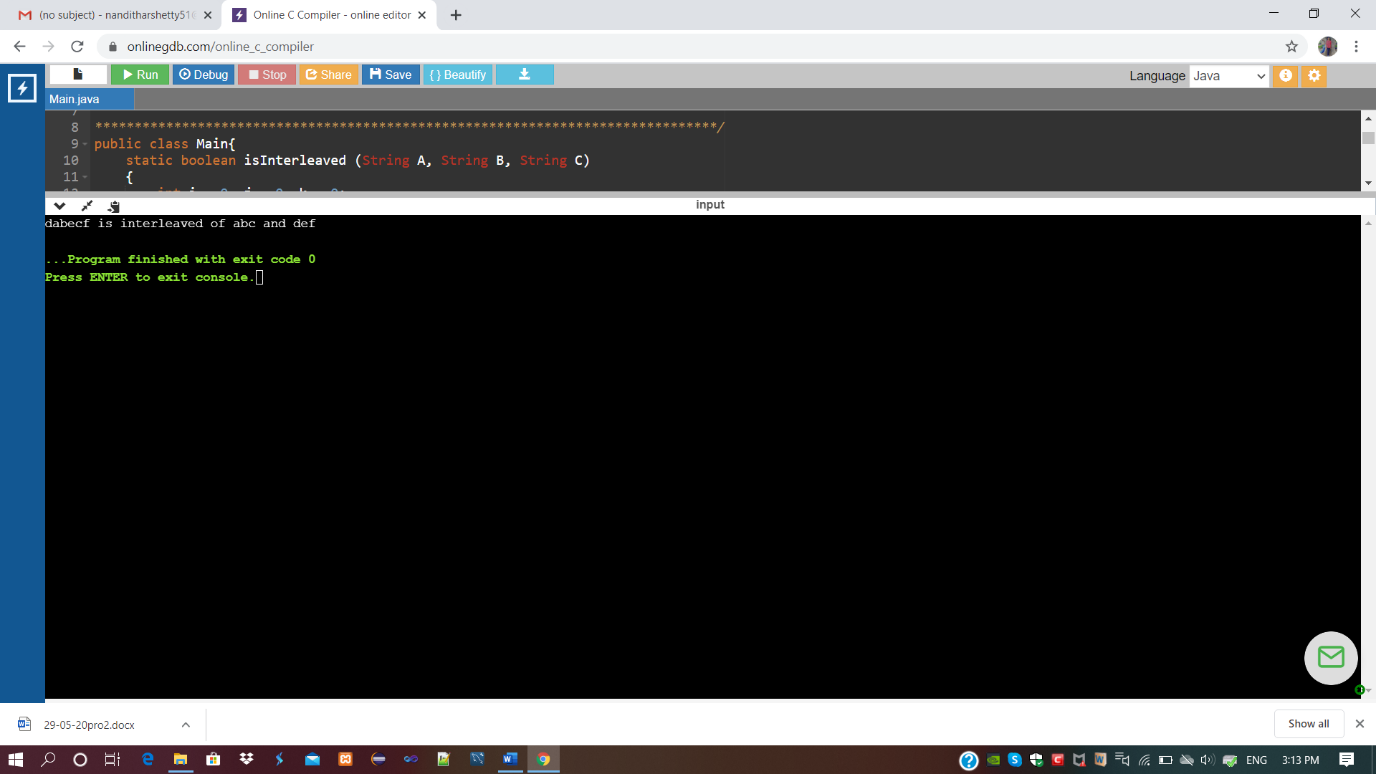 (no subject) - nanditharshetty516
Online C Compiler - online editor
onlinegdb.com/online_c_compiler
Run Debug Stop Share Save {} Beautify
Language Java
Main.java
7
8 *******************************************************************************/
9 public class Main{
10 static boolean isInterleaved (String A, String B, String C)
11 {
input
dabecf is interleaved of abc and def
...Program finished with exit code 0
Press ENTER to exit console.
29-05-20pro2.docx
Show all
ENG 3:13 PM